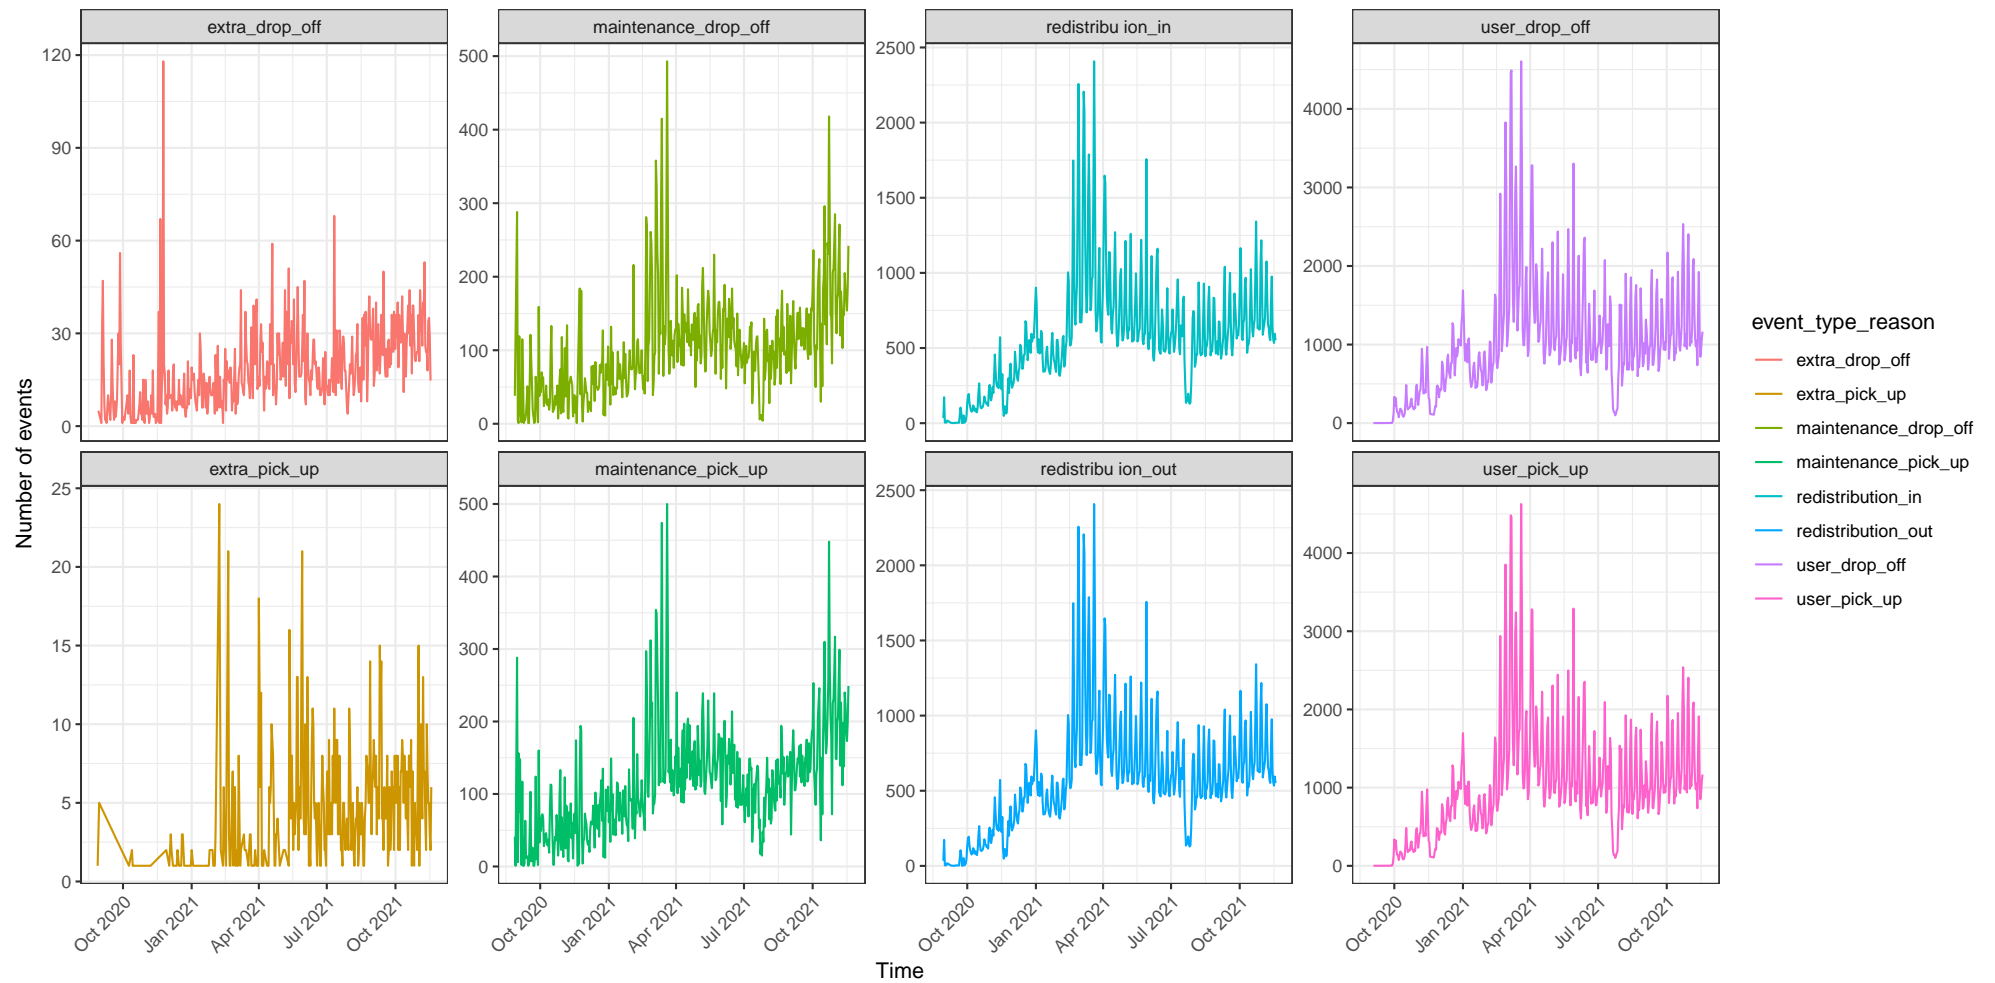 extra_drop_off
maintenance_drop_off
redistribu ion_in
user_drop_off
120
90
60
30
0
500
400
300
200
100
0
2500
2000
1500
1000
500
0
4000
3000
2000
1000
0
extra_pick_up
maintenance_pick_up
redistribu ion_out
user_pick_up
25
20
15
10
5
0
500
400
300
200
100
0
2500
2000
1500
1000
500
0
4000
3000
2000
1000
0
Oct 2020
Jan 2021
Apr 2021
Jul 2021
Oct 2021
Oct 2020
Jan 2021
Apr 2021
Jul 2021
Oct 2021
Oct 2020
Jan 2021
Apr 2021
Jul 2021
Oct 2021
Oct 2020
Jan 2021
Apr 2021
Jul 2021
Oct 2021
Time
Number of events
event_type_reason
extra_drop_off
extra_pick_up
maintenance_drop_off
maintenance_pick_up
redistribution_in
redistribution_out
user_drop_off
user_pick_up